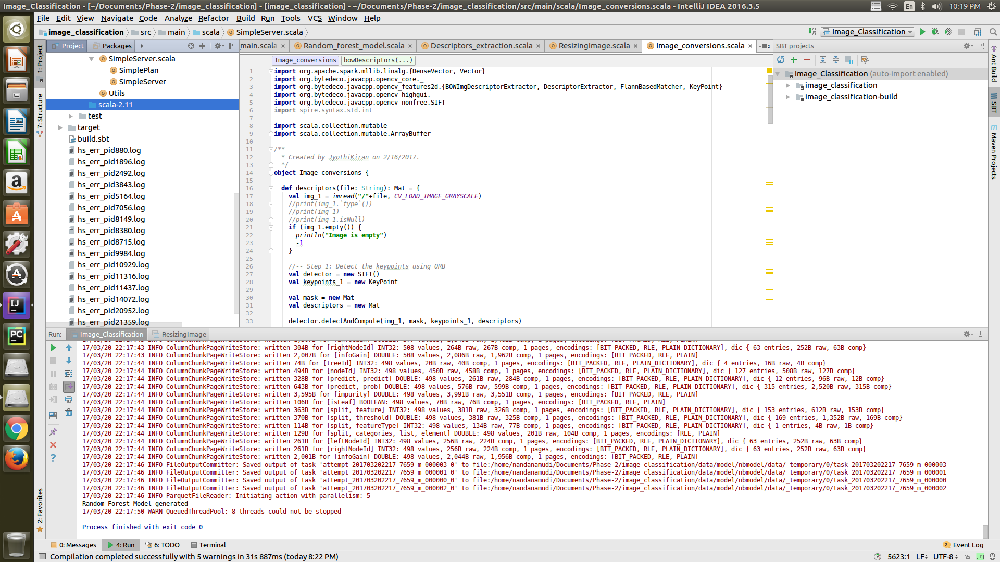 Image_Classification - [~/Documents/Phase-2/image_classification] - [image_classification] - ~/Documents/Phase-2/image_classification/src/main/scala/Image_conversions.scala - IntelliJ IDEA 2016.3.5
En
10:19 PM
File Edit View Navigate Code Analyze Refactor Build Run Tools VCS Window Help
image_classification src main scala SimpleServer.scala
Image_Classification
Project Packages
main.scala Random_forest_model.scala Descriptors_extraction.scala ResizingImage.scala Image_conversions.scala
SBT projects
1: Project
7: Structure
2: Favorites
SimpleServer.scala
SimplePlan
SimpleServer
Utils
scala-2.11
test
target
build.sbt
hs_err_pid880.log
hs_err_pid1896.log
hs_err_pid2492.log
hs_err_pid3843.log
hs_err_pid5164.log
hs_err_pid7056.log
hs_err_pid8149.log
hs_err_pid8380.log
hs_err_pid8715.log
hs_err_pid9984.log
hs_err_pid10929.log
hs_err_pid11316.log
hs_err_pid11437.log
hs_err_pid14072.log
hs_err_pid20952.log
hs_err_pid21359.log
Image_conversions bowDescriptors(...)
1 import org.apache.spark.mllib.linalg.{DenseVector, Vector}
2 import org.bytedeco.javacpp.opencv_core._
3 import org.bytedeco.javacpp.opencv_features2d.{BOWImgDescriptorExtractor, DescriptorExtractor, FlannBasedMatcher, KeyPoint}
4 import org.bytedeco.javacpp.opencv_highgui._
5 import org.bytedeco.javacpp.opencv_nonfree.SIFT
6 import spire.syntax.std.int
7
8 import scala.collection.mutable
9 import scala.collection.mutable.ArrayBuffer
10
11 /**
12 * Created by JyothiKiran on 2/16/2017.
13 */
14 object Image_conversions {
15
16 def descriptors(file: String): Mat = {
17 val img_1 = imread("/"+file, CV_LOAD_IMAGE_GRAYSCALE)
18 //print(img_1.`type`())
19 //print(img_1)
20 //print(img_1.isNull)
21 if (img_1.empty()) {
22 println("Image is empty")
23 -1
24 }
25
26 //-- Step 1: Detect the keypoints using ORB
27 val detector = new SIFT()
28 val keypoints_1 = new KeyPoint
29
30 val mask = new Mat
31 val descriptors = new Mat
32
33 detector.detectAndCompute(img_1, mask, keypoints_1, descriptors)
Image_Classification (auto-import enabled)
image_classification
image_classification-build
Ant Build
SBT
Maven Projects
Run: Image_Classification ResizingImage
17/03/20 22:17:43 INFO ColumnChunkPageWriteStore: written 304B for [rightNodeId] INT32: 508 values, 264B raw, 267B comp, 1 pages, encodings: [BIT_PACKED, RLE, PLAIN_DICTIONARY], dic { 63 entries, 252B raw, 63B comp}
17/03/20 22:17:43 INFO ColumnChunkPageWriteStore: written 2,007B for [infoGain] DOUBLE: 508 values, 2,086B raw, 1,962B comp, 1 pages, encodings: [BIT_PACKED, RLE, PLAIN]
17/03/20 22:17:44 INFO ColumnChunkPageWriteStore: written 74B for [treeId] INT32: 498 values, 20B raw, 40B comp, 1 pages, encodings: [BIT_PACKED, RLE, PLAIN_DICTIONARY], dic { 4 entries, 16B raw, 4B comp}
17/03/20 22:17:44 INFO ColumnChunkPageWriteStore: written 494B for [nodeId] INT32: 498 values, 450B raw, 458B comp, 1 pages, encodings: [BIT_PACKED, RLE, PLAIN_DICTIONARY], dic { 127 entries, 508B raw, 127B comp}
17/03/20 22:17:44 INFO ColumnChunkPageWriteStore: written 328B for [predict, predict] DOUBLE: 498 values, 261B raw, 284B comp, 1 pages, encodings: [BIT_PACKED, RLE, PLAIN_DICTIONARY], dic { 12 entries, 96B raw, 12B comp}
17/03/20 22:17:44 INFO ColumnChunkPageWriteStore: written 643B for [predict, prob] DOUBLE: 498 values, 576B raw, 599B comp, 1 pages, encodings: [BIT_PACKED, RLE, PLAIN_DICTIONARY], dic { 315 entries, 2,520B raw, 315B comp}
17/03/20 22:17:44 INFO ColumnChunkPageWriteStore: written 3,595B for [impurity] DOUBLE: 498 values, 3,991B raw, 3,551B comp, 1 pages, encodings: [BIT_PACKED, RLE, PLAIN]
17/03/20 22:17:44 INFO ColumnChunkPageWriteStore: written 106B for [isLeaf] BOOLEAN: 498 values, 70B raw, 76B comp, 1 pages, encodings: [BIT_PACKED, RLE, PLAIN]
17/03/20 22:17:44 INFO ColumnChunkPageWriteStore: written 363B for [split, feature] INT32: 498 values, 381B raw, 326B comp, 1 pages, encodings: [BIT_PACKED, RLE, PLAIN_DICTIONARY], dic { 153 entries, 612B raw, 153B comp}
17/03/20 22:17:44 INFO ColumnChunkPageWriteStore: written 370B for [split, threshold] DOUBLE: 498 values, 381B raw, 325B comp, 1 pages, encodings: [BIT_PACKED, RLE, PLAIN_DICTIONARY], dic { 169 entries, 1,352B raw, 169B comp}
17/03/20 22:17:44 INFO ColumnChunkPageWriteStore: written 114B for [split, featureType] INT32: 498 values, 134B raw, 77B comp, 1 pages, encodings: [BIT_PACKED, RLE, PLAIN_DICTIONARY], dic { 1 entries, 4B raw, 1B comp}
17/03/20 22:17:44 INFO ColumnChunkPageWriteStore: written 129B for [split, categories, list, element] DOUBLE: 498 values, 201B raw, 104B comp, 1 pages, encodings: [RLE, PLAIN]
17/03/20 22:17:44 INFO ColumnChunkPageWriteStore: written 261B for [leftNodeId] INT32: 498 values, 256B raw, 224B comp, 1 pages, encodings: [BIT_PACKED, RLE, PLAIN_DICTIONARY], dic { 63 entries, 252B raw, 63B comp}
17/03/20 22:17:44 INFO ColumnChunkPageWriteStore: written 261B for [rightNodeId] INT32: 498 values, 256B raw, 224B comp, 1 pages, encodings: [BIT_PACKED, RLE, PLAIN_DICTIONARY], dic { 63 entries, 252B raw, 63B comp}
17/03/20 22:17:44 INFO ColumnChunkPageWriteStore: written 2,001B for [infoGain] DOUBLE: 498 values, 2,044B raw, 1,956B comp, 1 pages, encodings: [BIT_PACKED, RLE, PLAIN]
17/03/20 22:17:46 INFO FileOutputCommitter: Saved output of task 'attempt_201703202217_7659_m_000003_0' to file:/home/nandanamudi/Documents/Phase-2/image_classification/data/model/nbmodel/data/_temporary/0/task_201703202217_7659_m_000003
17/03/20 22:17:46 INFO FileOutputCommitter: Saved output of task 'attempt_201703202217_7659_m_000001_0' to file:/home/nandanamudi/Documents/Phase-2/image_classification/data/model/nbmodel/data/_temporary/0/task_201703202217_7659_m_000001
17/03/20 22:17:46 INFO FileOutputCommitter: Saved output of task 'attempt_201703202217_7659_m_000000_0' to file:/home/nandanamudi/Documents/Phase-2/image_classification/data/model/nbmodel/data/_temporary/0/task_201703202217_7659_m_000000
17/03/20 22:17:46 INFO FileOutputCommitter: Saved output of task 'attempt_201703202217_7659_m_000002_0' to file:/home/nandanamudi/Documents/Phase-2/image_classification/data/model/nbmodel/data/_temporary/0/task_201703202217_7659_m_000002
17/03/20 22:17:46 INFO ParquetFileReader: Initiating action with parallelism: 5
Random Forest Model generated
17/03/20 22:17:50 WARN QueuedThreadPool: 8 threads could not be stopped
Process finished with exit code 0
0: Messages 4: Run 6: TODO Terminal
2 Event Log
Compilation completed successfully with 5 warnings in 31s 887ms (today 8:22 PM)
5623:1 LF UTF-8 [T]